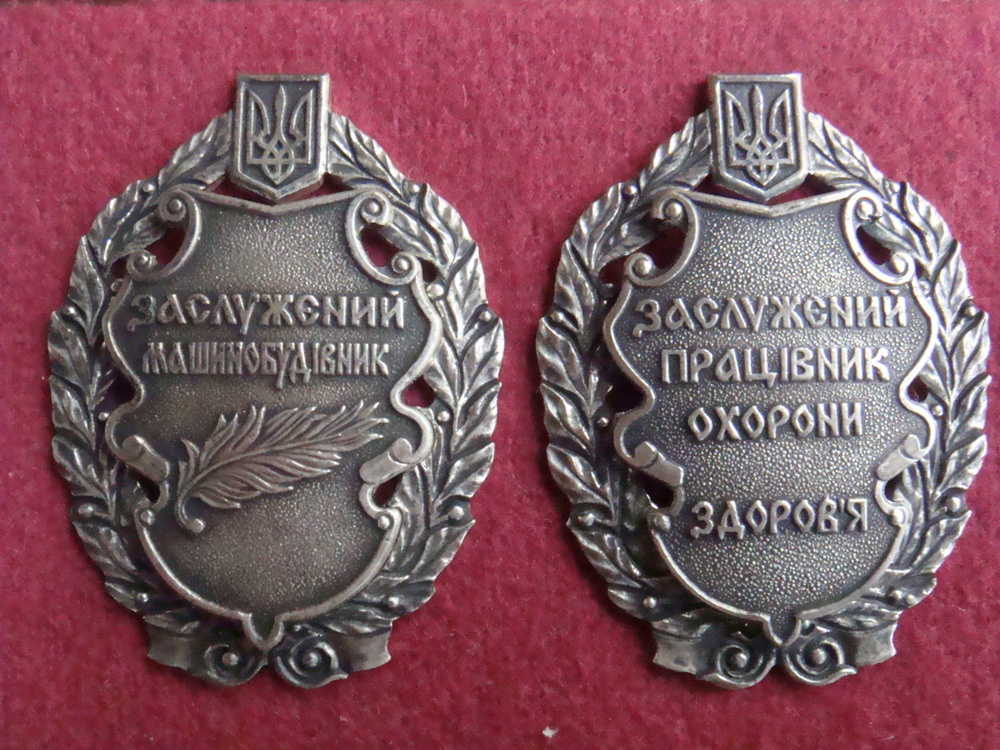 ЗАСЛУЖЕНИЙ
МАШИНОБУДІВНИК
ЗАСЛУЖЕНИЙ
ПРАЦІВНИК
ОХОРОНИ
ЗДОРОВ'Я